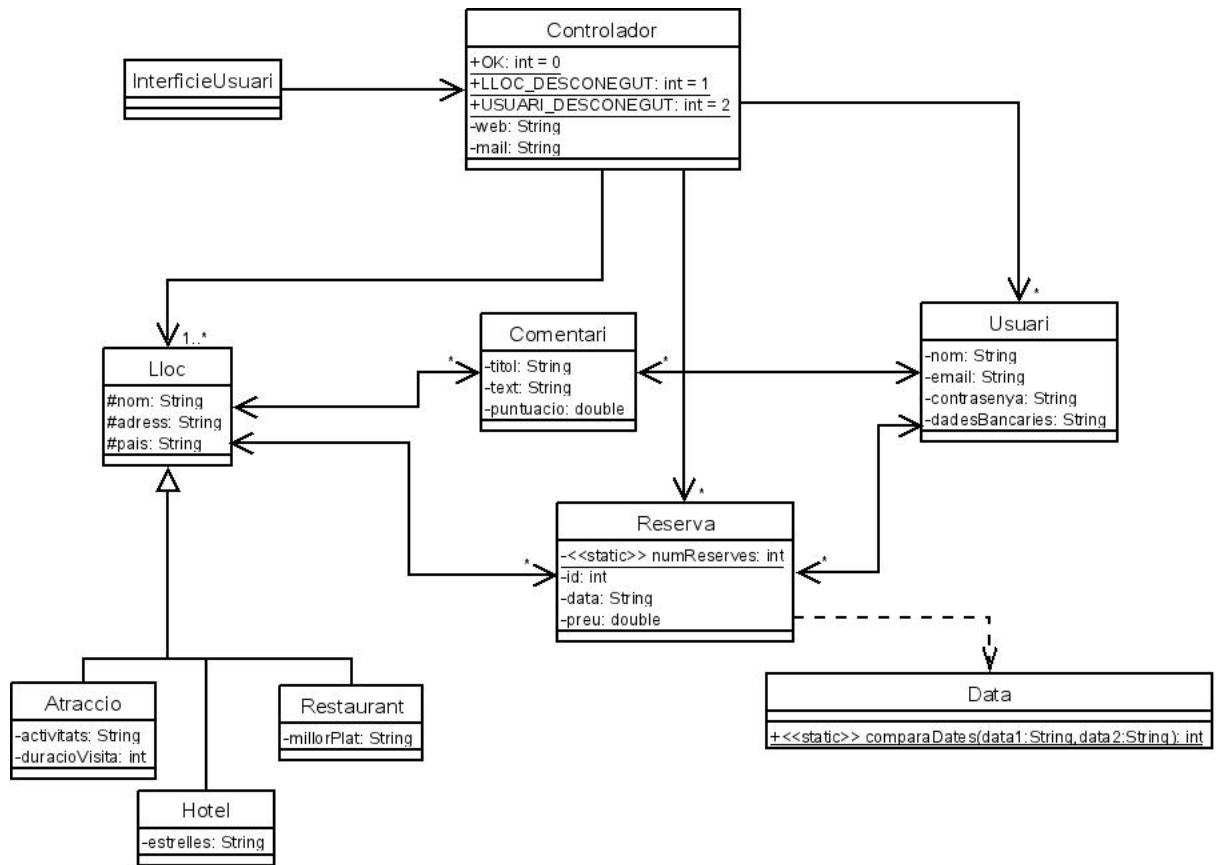 Controlador
+OK: int = 0
+LLOC_DESCONEGUT: int = 1
+USUARI_DESCONEGUT: int = 2
-web: String
-mail: String
InterficieUsuari
1..*
*
Lloc
#nom: String
#adress: String
#pais: String
*
Comentari
-titol: String
-text: String
-puntuacio: double
*
Usuari
-nom: String
-email: String
-contrasenya: String
-dadesBancaries: String
*
*
*
Reserva
-<<static>> numReserves: int
-id: int
-data: String
-preu: double
Atraccio
-activitats: String
-duracioVisita: int
Restaurant
-millorPlat: String
Hotel
-estrelles: String
Data
+<<static>> comparaDates(data1:String,data2:String): int